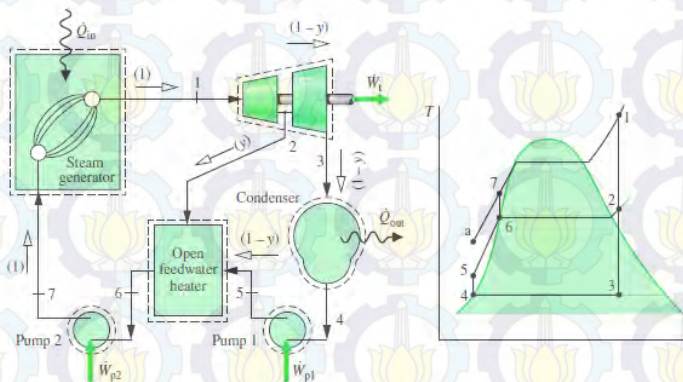 Q̇in
(1 – y)
(1)
1
Ẇt
T
Steam
generator
2
3
(y)
(1 – y)
Condenser
Q̇out
(1 – y)
Open
feedwater
heater
(1)
7
6
5
4
Pump 2
Pump 1
Ẇp2
Ẇp1
1
7
2
6
a
5
4
3